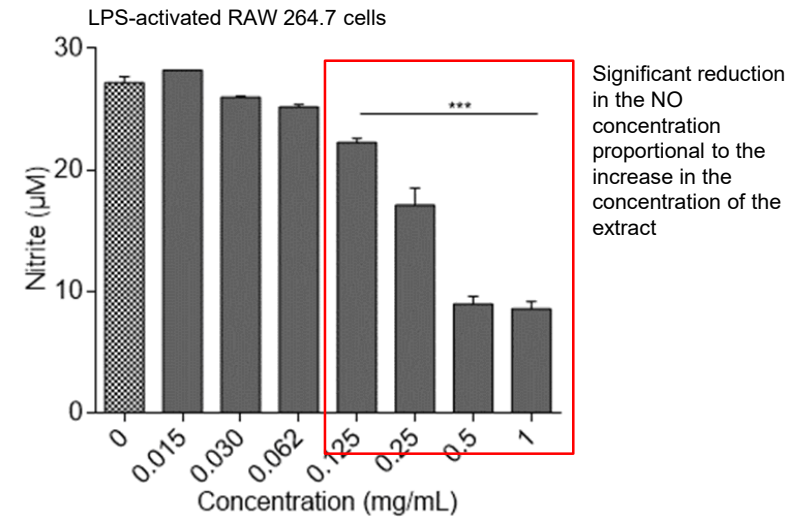 LPS-activated RAW 264.7 cells
30
20
10
0
Nitrite (µM)
***
0
0.015
0.030
0.062
0.125
0.25
0.5
1
Concentration (mg/mL)
Significant reduction
in the NO
concentration
proportional to the
increase in the
concentration of the
extract